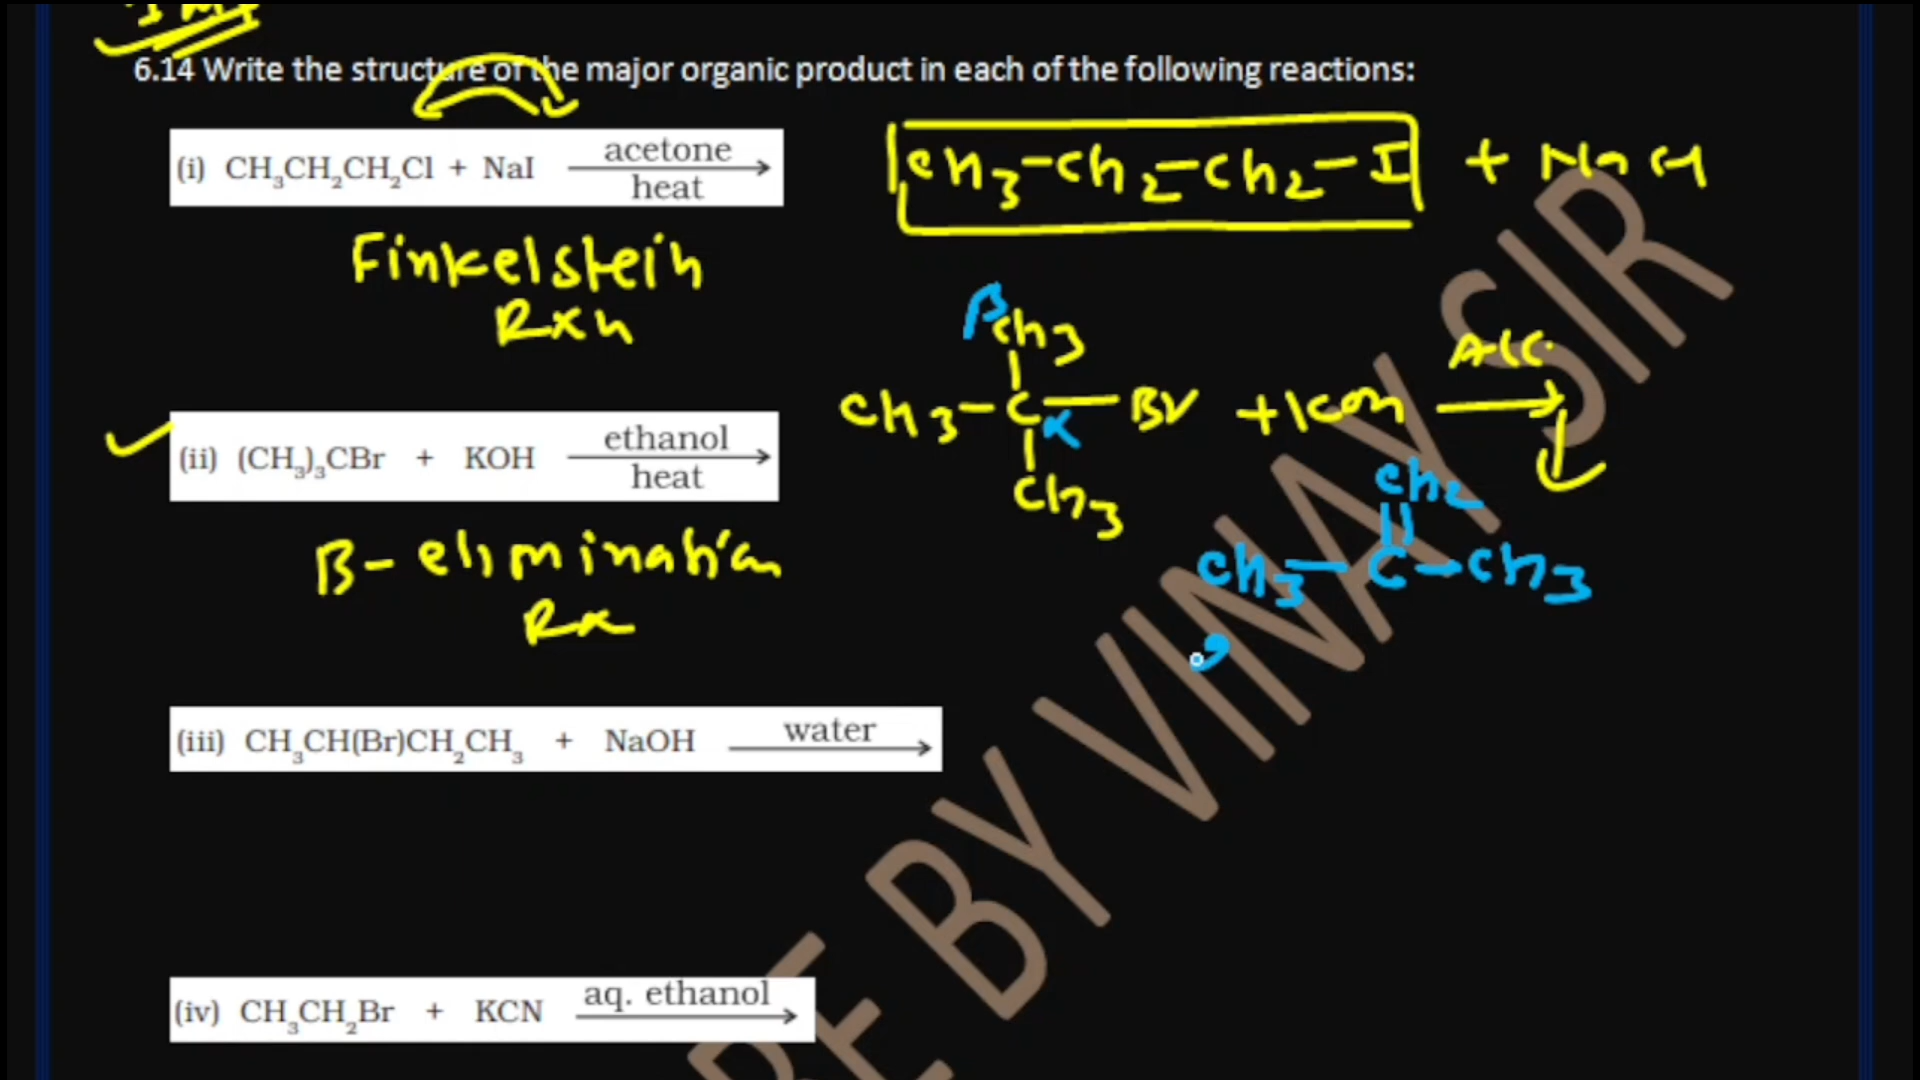 6.14 Write the structure of the major organic product in each of the following reactions:
(i) CH₃CH₂CH₂Cl + NaI acetone heat
CH₃-CH₂-CH₂-I +
Finkelstein
Rxn
β CH₃
CH₃-C-Br + KOH Alc.
α
CH₃
(ii) (CH₃)₃CBr + KOH ethanol heat
CH₂
CH₃-C-CH₃
B-elimination
Rx
(iii) CH₃CH(Br)CH₂CH₃ + NaOH water
(iv) CH₃CH₂Br + KCN aq. ethanol
BY VINAY SIR